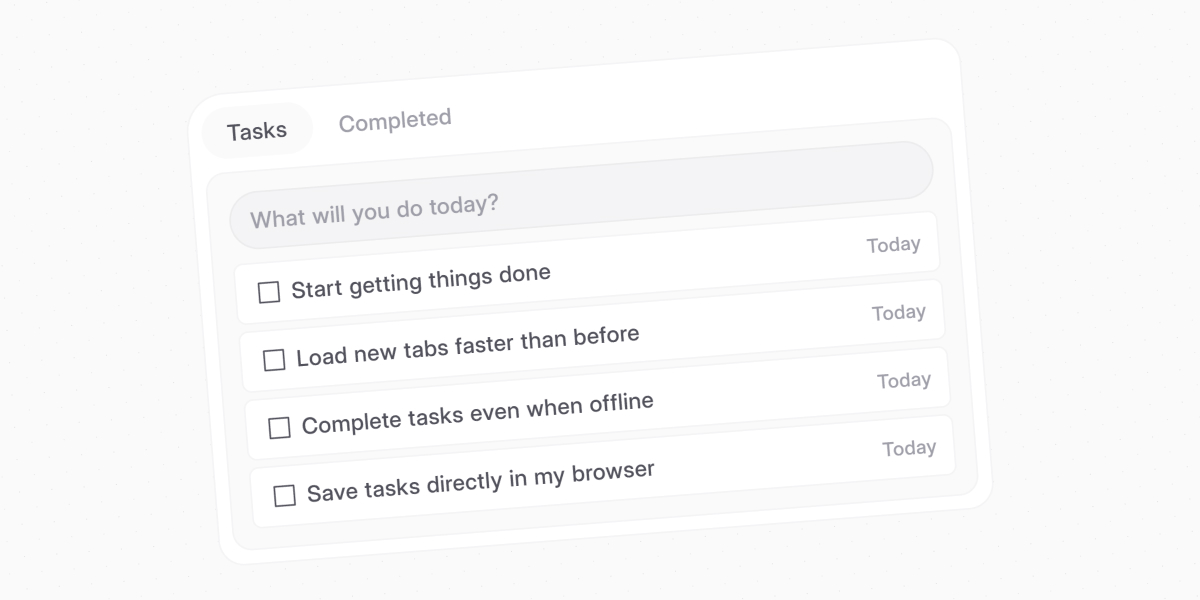 Tasks Completed
What will you do today?
Start getting things done Today
Load new tabs faster than before Today
Complete tasks even when offline Today
Save tasks directly in my browser Today